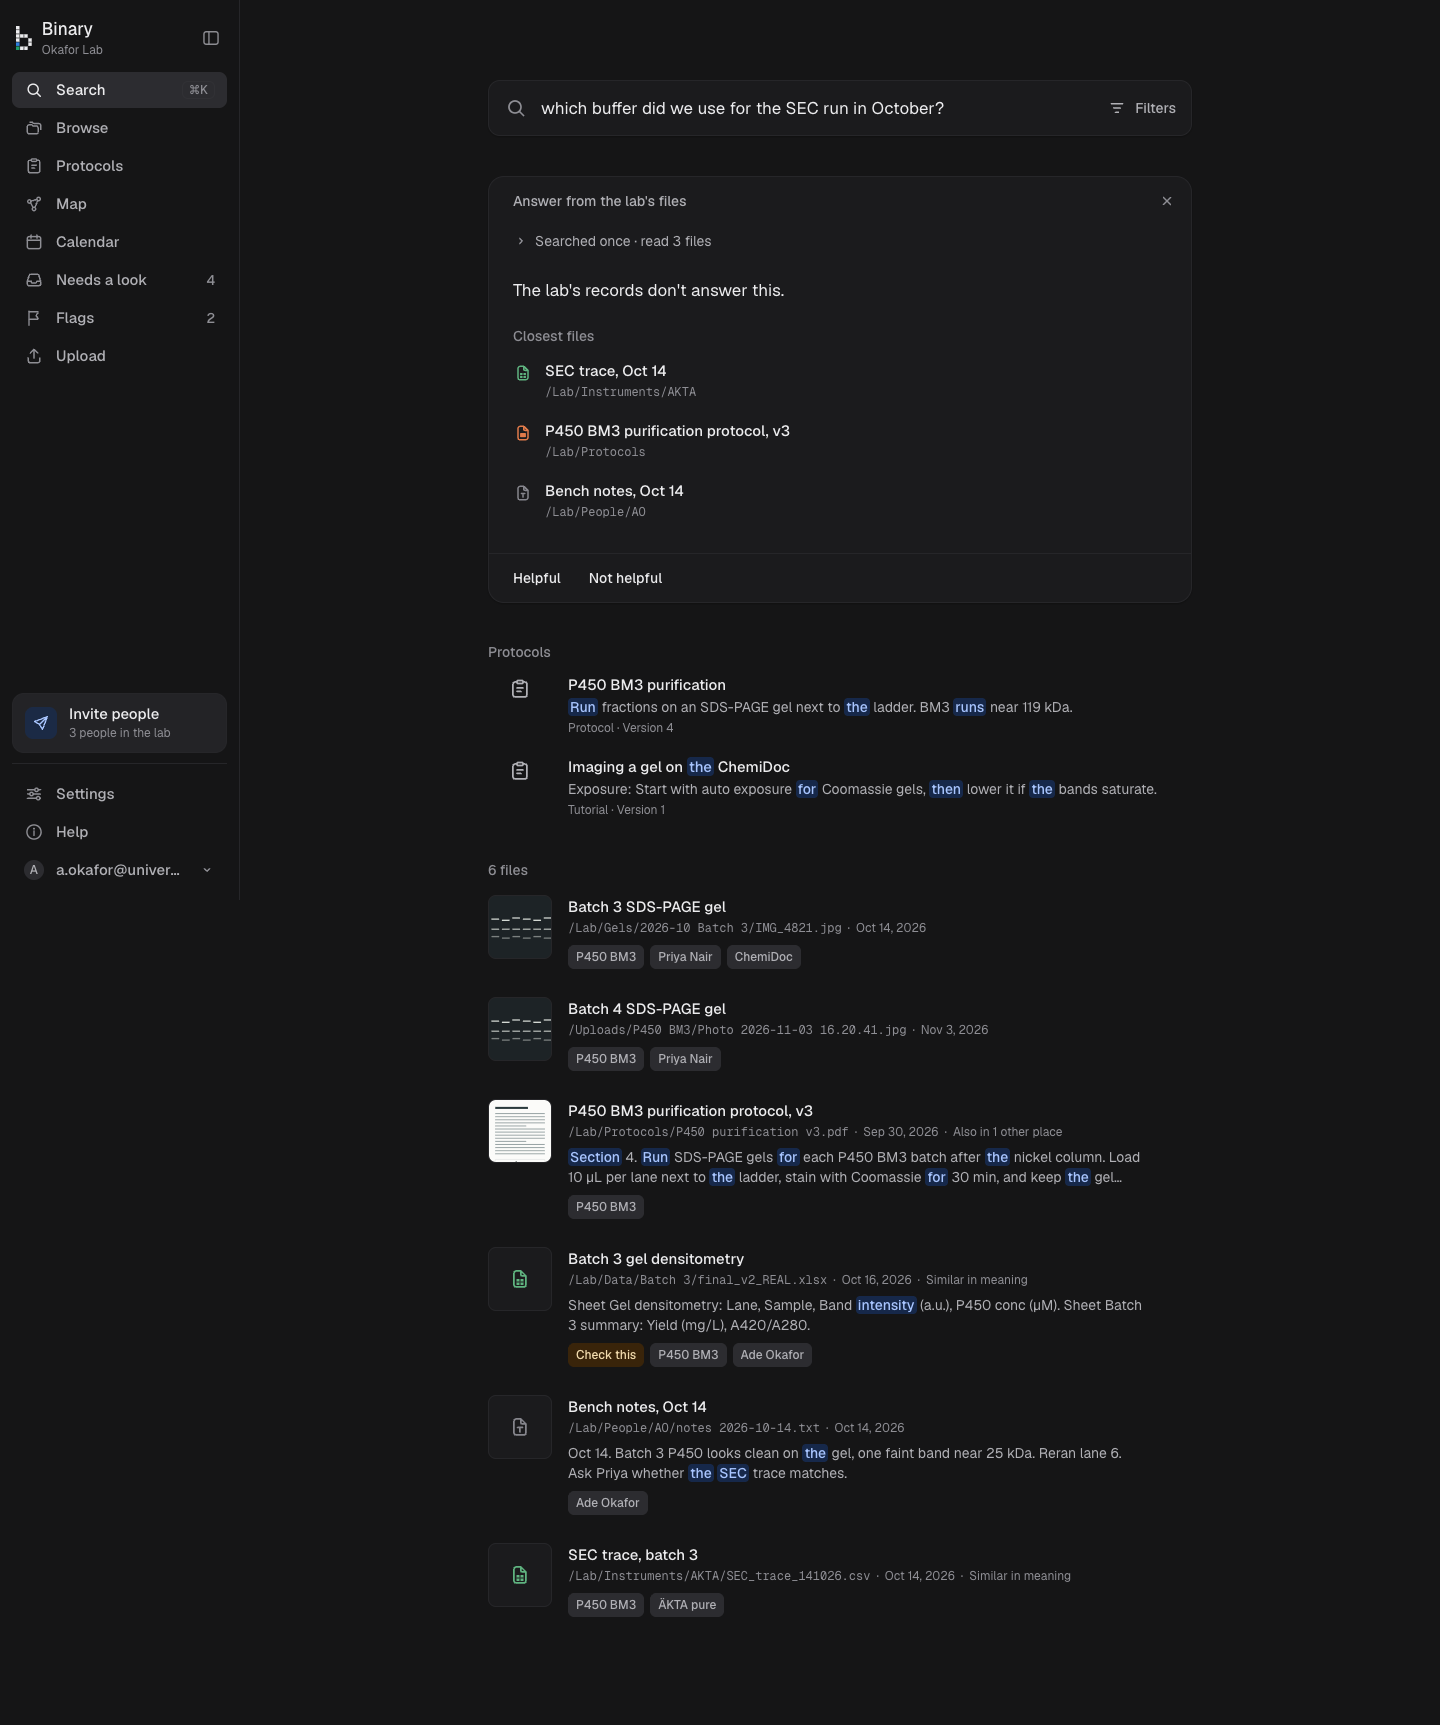 Binary
Okafor Lab
Search ⌘K
Browse
Protocols
Map
Calendar
Needs a look 4
Flags 2
Upload
Invite people
3 people in the lab
Settings
Help
A a.okafor@univer...
which buffer did we use for the SEC run in October? Filters
Answer from the lab's files
Searched once · read 3 files
The lab's records don't answer this.
Closest files
SEC trace, Oct 14
/Lab/Instruments/AKTA
P450 BM3 purification protocol, v3
/Lab/Protocols
Bench notes, Oct 14
/Lab/People/AO
Helpful Not helpful
Protocols
P450 BM3 purification
Run fractions on an SDS-PAGE gel next to the ladder. BM3 runs near 119 kDa.
Protocol · Version 4
Imaging a gel on the ChemiDoc
Exposure: Start with auto exposure for Coomassie gels, then lower it if the bands saturate.
Tutorial · Version 1
6 files
Batch 3 SDS-PAGE gel
/Lab/Gels/2026-10 Batch 3/IMG_4821.jpg · Oct 14, 2026
P450 BM3 Priya Nair ChemiDoc
Batch 4 SDS-PAGE gel
/Uploads/P450 BM3/Photo 2026-11-03 16.20.41.jpg · Nov 3, 2026
P450 BM3 Priya Nair
P450 BM3 purification protocol, v3
/Lab/Protocols/P450 purification v3.pdf · Sep 30, 2026 · Also in 1 other place
Section 4. Run SDS-PAGE gels for each P450 BM3 batch after the nickel column. Load
10 µL per lane next to the ladder, stain with Coomassie for 30 min, and keep the gel...
P450 BM3
Batch 3 gel densitometry
/Lab/Data/Batch 3/final_v2_REAL.xlsx · Oct 16, 2026 · Similar in meaning
Sheet Gel densitometry: Lane, Sample, Band intensity (a.u.), P450 conc (µM). Sheet Batch
3 summary: Yield (mg/L), A420/A280.
Check this P450 BM3 Ade Okafor
Bench notes, Oct 14
/Lab/People/AO/notes 2026-10-14.txt · Oct 14, 2026
Oct 14. Batch 3 P450 looks clean on the gel, one faint band near 25 kDa. Reran lane 6.
Ask Priya whether the SEC trace matches.
Ade Okafor
SEC trace, batch 3
/Lab/Instruments/AKTA/SEC_trace_141026.csv · Oct 14, 2026 · Similar in meaning
P450 BM3 ÄKTA pure